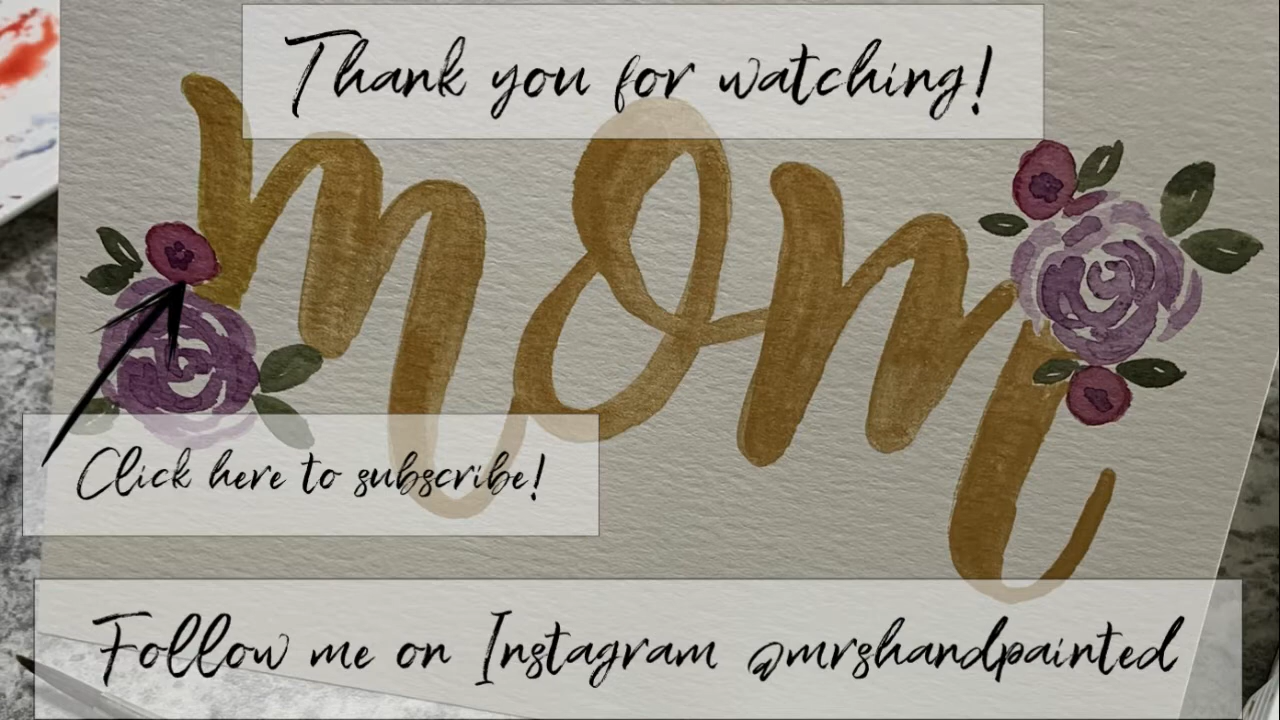 Thank you for watching!
mom
Click here to subscribe!
Follow me on Instagram @mrshandpainted